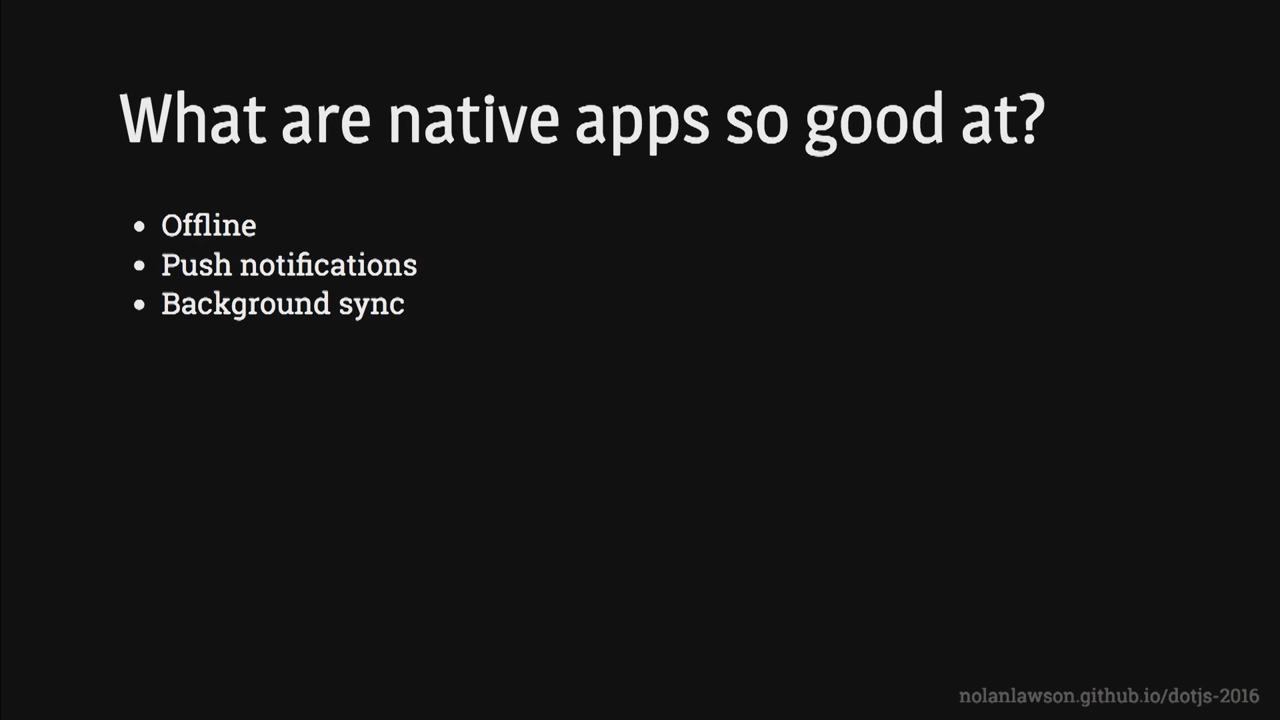 What are native apps so good at?
• Offline
• Push notifications
• Background sync
nolanlawson.github.io/dotjs-2016